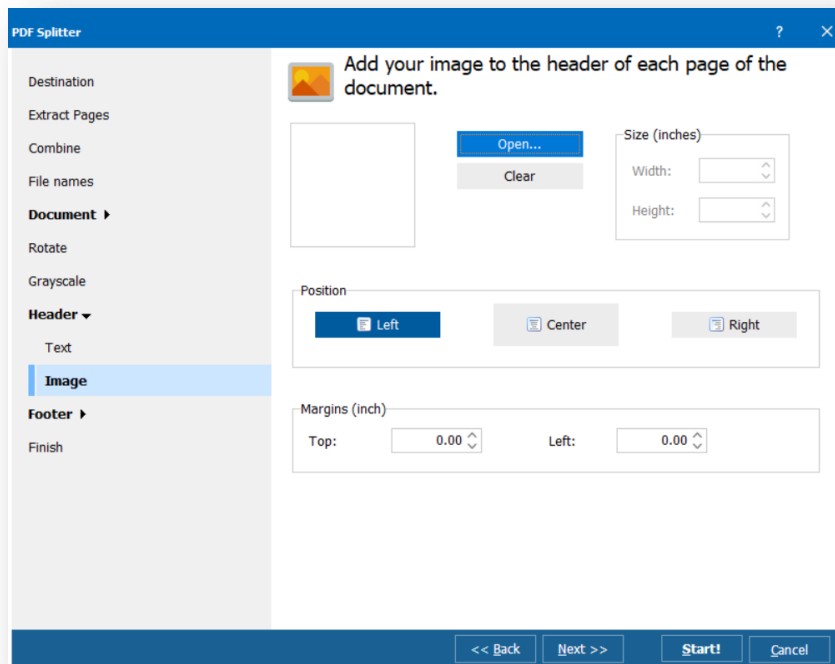 PDF Splitter
?
Destination
Extract Pages
Combine
File names
Document
Rotate
Grayscale
Header
Text
Image
Footer
Finish
Add your image to the header of each page of the
document.
Open...
Clear
Size (inches)
Width:
Height:
Position
Left
Center
Right
Margins (inch)
Top:
0.00
Left:
0.00
<< Back
Next >>
Start!
Cancel